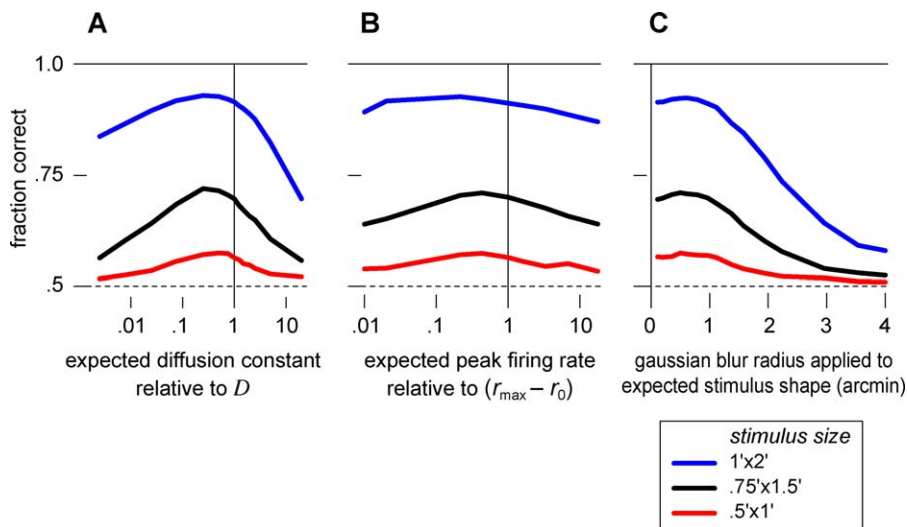 A
B
C
1.0
.75
.5
fraction correct
.01 .1 1 10
.01 .1 1 10
0 1 2 3 4
expected diffusion constant
relative to D
expected peak firing rate
relative to (rmax – r0)
gaussian blur radius applied to
expected stimulus shape (arcmin)
stimulus size
1'x2'
.75'x1.5'
.5'x1'